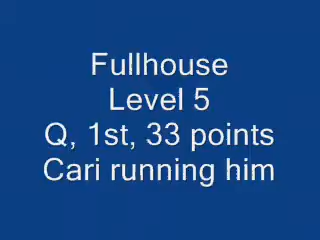 Fullhouse
Level 5
Q, 1st, 33 points
Cari running him